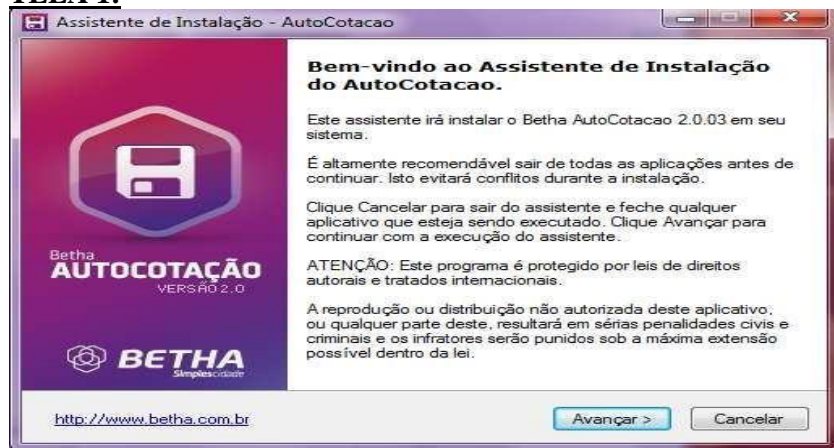 TELA 1:
Assistente de Instalação - AutoCotacao
Bem-vindo ao Assistente de Instalação
do AutoCotacao.
Este assistente irá instalar o Betha AutoCotacao 2.0.03 em seu
sistema.
É altamente recomendável sair de todas as aplicações antes de
continuar. Isto evitará conflitos durante a instalação.
Clique Cancelar para sair do assistente e feche qualquer
aplicativo que esteja sendo executado. Clique Avançar para
continuar com a execução do assistente.
ATENÇÃO: Este programa é protegido por leis de direitos
autorais e tratados internacionais.
A reprodução ou distribuição não autorizada deste aplicativo,
ou qualquer parte deste, resultará em sérias penalidades civis e
criminais e os infratores serão punidos sob a máxima extensão
possível dentro da lei.
Betha
AUTOCOTAÇÃO
VERSÃO 2.0
BETHA
Simplescidade
http://www.betha.com.br
Avançar >
Cancelar